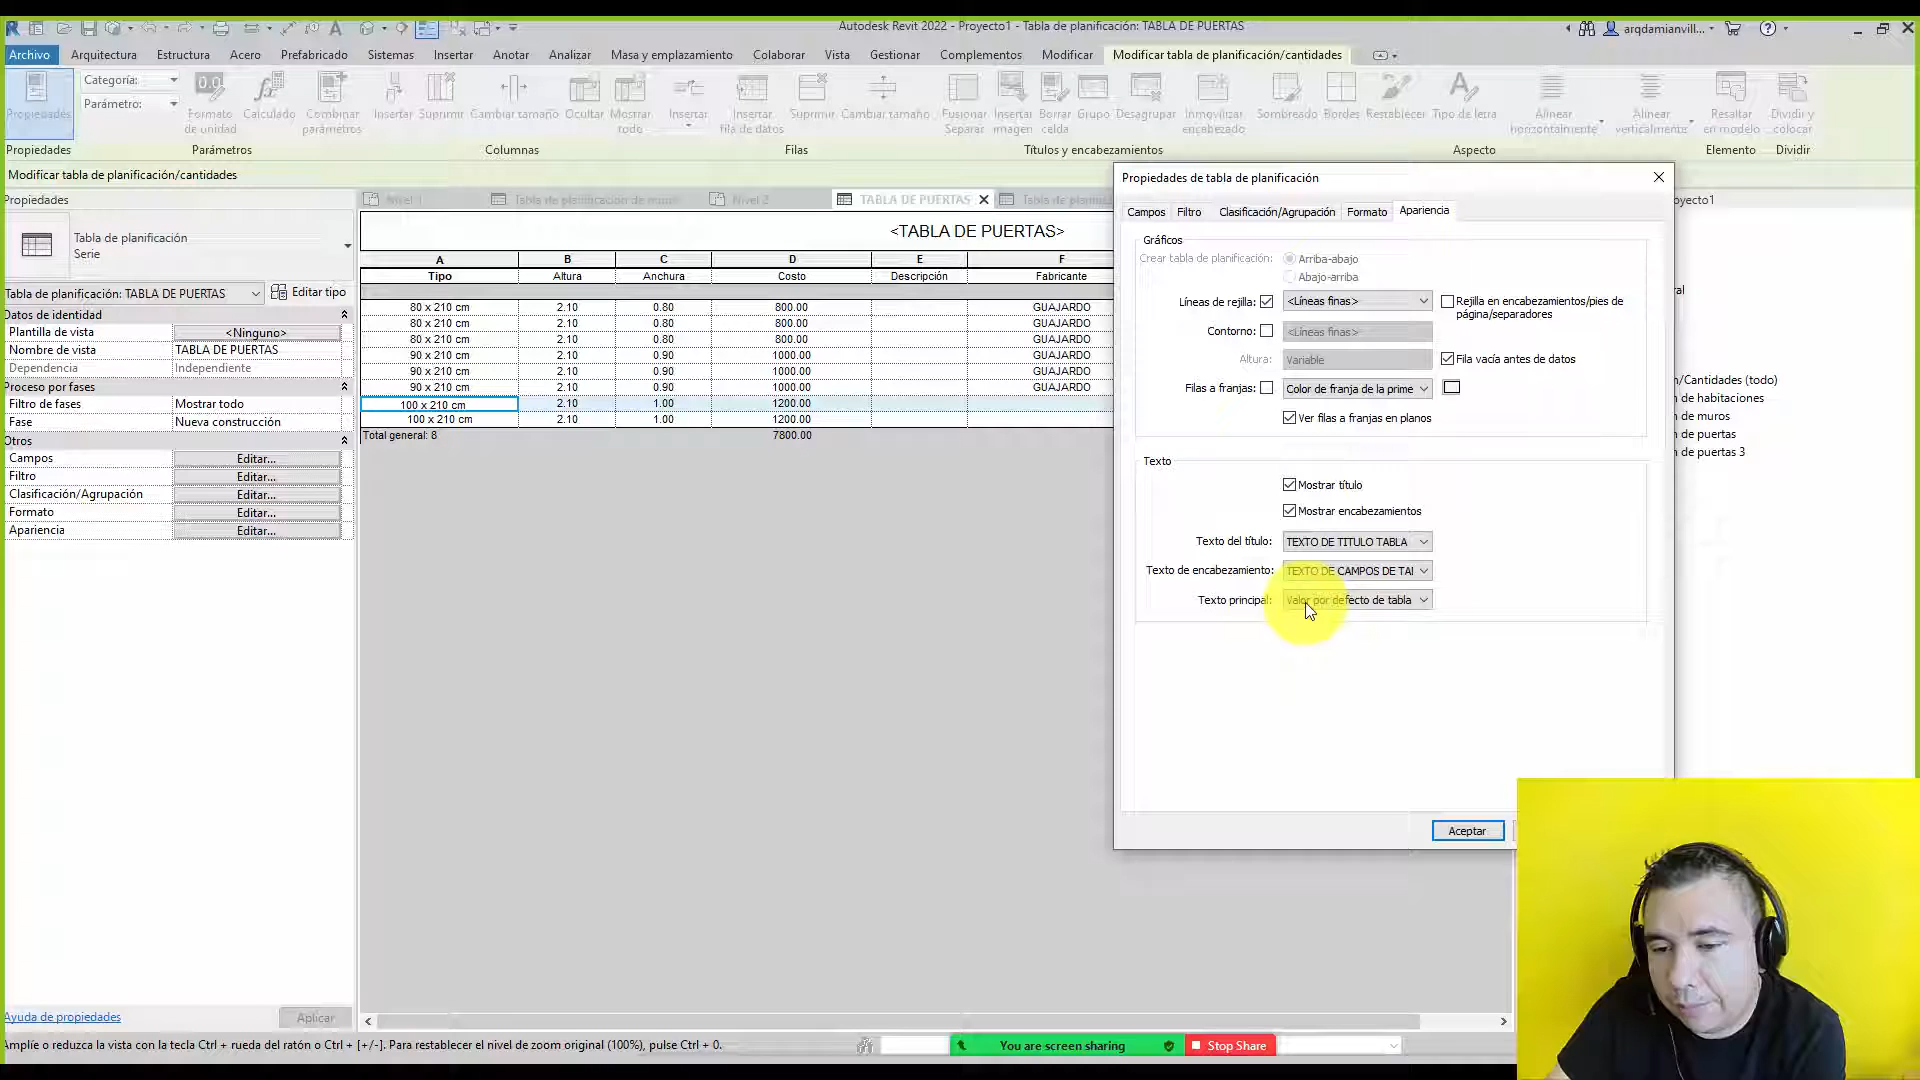 Autodesk Revit 2022 - Proyecto1 - Tabla de planificación: TABLA DE PUERTAS
arqdamianvill...
Archivo Arquitectura Estructura Acero Prefabricado Sistemas Insertar Anotar Analizar Masa y emplazamiento Colaborar Vista Gestionar Complementos Modificar Modificar tabla de planificación/cantidades
Propiedades
Categoría:
Parámetro:
Formato de unidad Calculado Combinar parámetros Insertar Suprimir Cambiar tamaño Ocultar Mostrar todo Insertar Insertar fila de datos Suprimir Cambiar tamaño Fusionar Separar Insertar imagen Borrar celda Grupo Desagrupar Inmovilizar encabezado Sombreado Bordes Restablecer Tipo de letra Alinear horizontalmente Alinear verticalmente Resaltar en modelo Dividir y colocar
Propiedades Parámetros Columnas Filas Títulos y encabezamientos Aspecto Elemento Dividir
Modificar tabla de planificación/cantidades
Propiedades
Tabla de planificación
Serie
Tabla de planificación: TABLA DE PUERTAS Editar tipo
Datos de identidad
Plantilla de vista <Ninguno>
Nombre de vista TABLA DE PUERTAS
Dependencia Independiente
Proceso por fases
Filtro de fases Mostrar todo
Fase Nueva construcción
Otros
Campos Editar...
Filtro Editar...
Clasificación/Agrupación Editar...
Formato Editar...
Apariencia Editar...
Ayuda de propiedades Aplicar
Nivel 1 Tabla de planificación de muros Nivel 2 TABLA DE PUERTAS
<TABLA DE PUERTAS>
A B C D E F
Tipo Altura Anchura Costo Descripción Fabricante
80 x 210 cm 2.10 0.80 800.00 GUAJARDO
80 x 210 cm 2.10 0.80 800.00 GUAJARDO
80 x 210 cm 2.10 0.80 800.00 GUAJARDO
90 x 210 cm 2.10 0.90 1000.00 GUAJARDO
90 x 210 cm 2.10 0.90 1000.00 GUAJARDO
90 x 210 cm 2.10 0.90 1000.00 GUAJARDO
100 x 210 cm 2.10 1.00 1200.00
100 x 210 cm 2.10 1.00 1200.00
Total general: 8 7800.00
Propiedades de tabla de planificación
Campos Filtro Clasificación/Agrupación Formato Apariencia
Gráficos
Crear tabla de planificación: Arriba-abajo
Abajo-arriba
Líneas de rejilla: <Líneas finas> Rejilla en encabezamientos/pies de
página/separadores
Contorno: <Líneas finas>
Altura: Variable Fila vacía antes de datos
Filas a franjas: Color de franja de la prime
Ver filas a franjas en planos
Texto
Mostrar título
Mostrar encabezamientos
Texto del título: TEXTO DE TITULO TABLA
Texto de encabezamiento: TEXTO DE CAMPOS DE TAI
Texto principal: Valor por defecto de tabla
Aceptar
oyecto1
/Cantidades (todo)
de habitaciones
de muros
de puertas
de puertas 3
Amplíe o reduzca la vista con la tecla Ctrl + rueda del ratón o Ctrl + [+/-]. Para restablecer el nivel de zoom original (100%), pulse Ctrl + 0.
You are screen sharing Stop Share